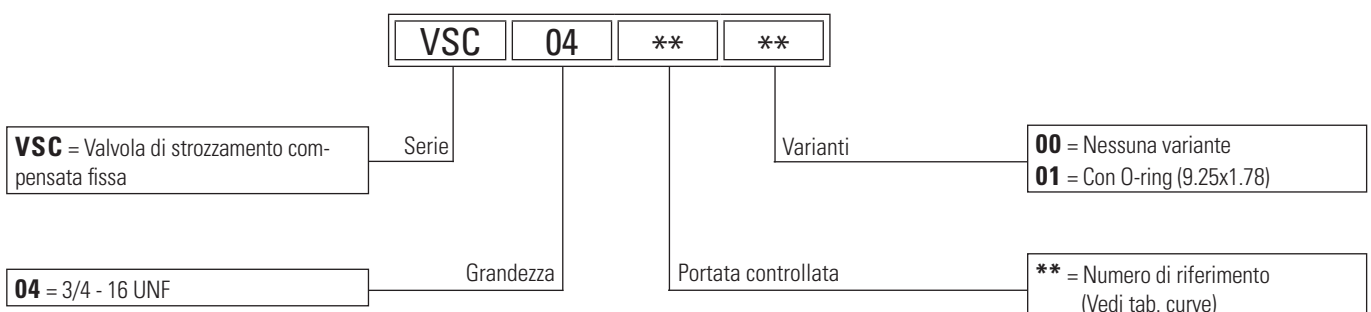 VSC 04 ** **
VSC = Valvola di strozzamento com-
pensata fissa
Serie
Varianti
00 = Nessuna variante
01 = Con O-ring (9.25x1.78)
04 = 3/4 - 16 UNF
Grandezza
Portata controllata
** = Numero di riferimento
(Vedi tab. curve)